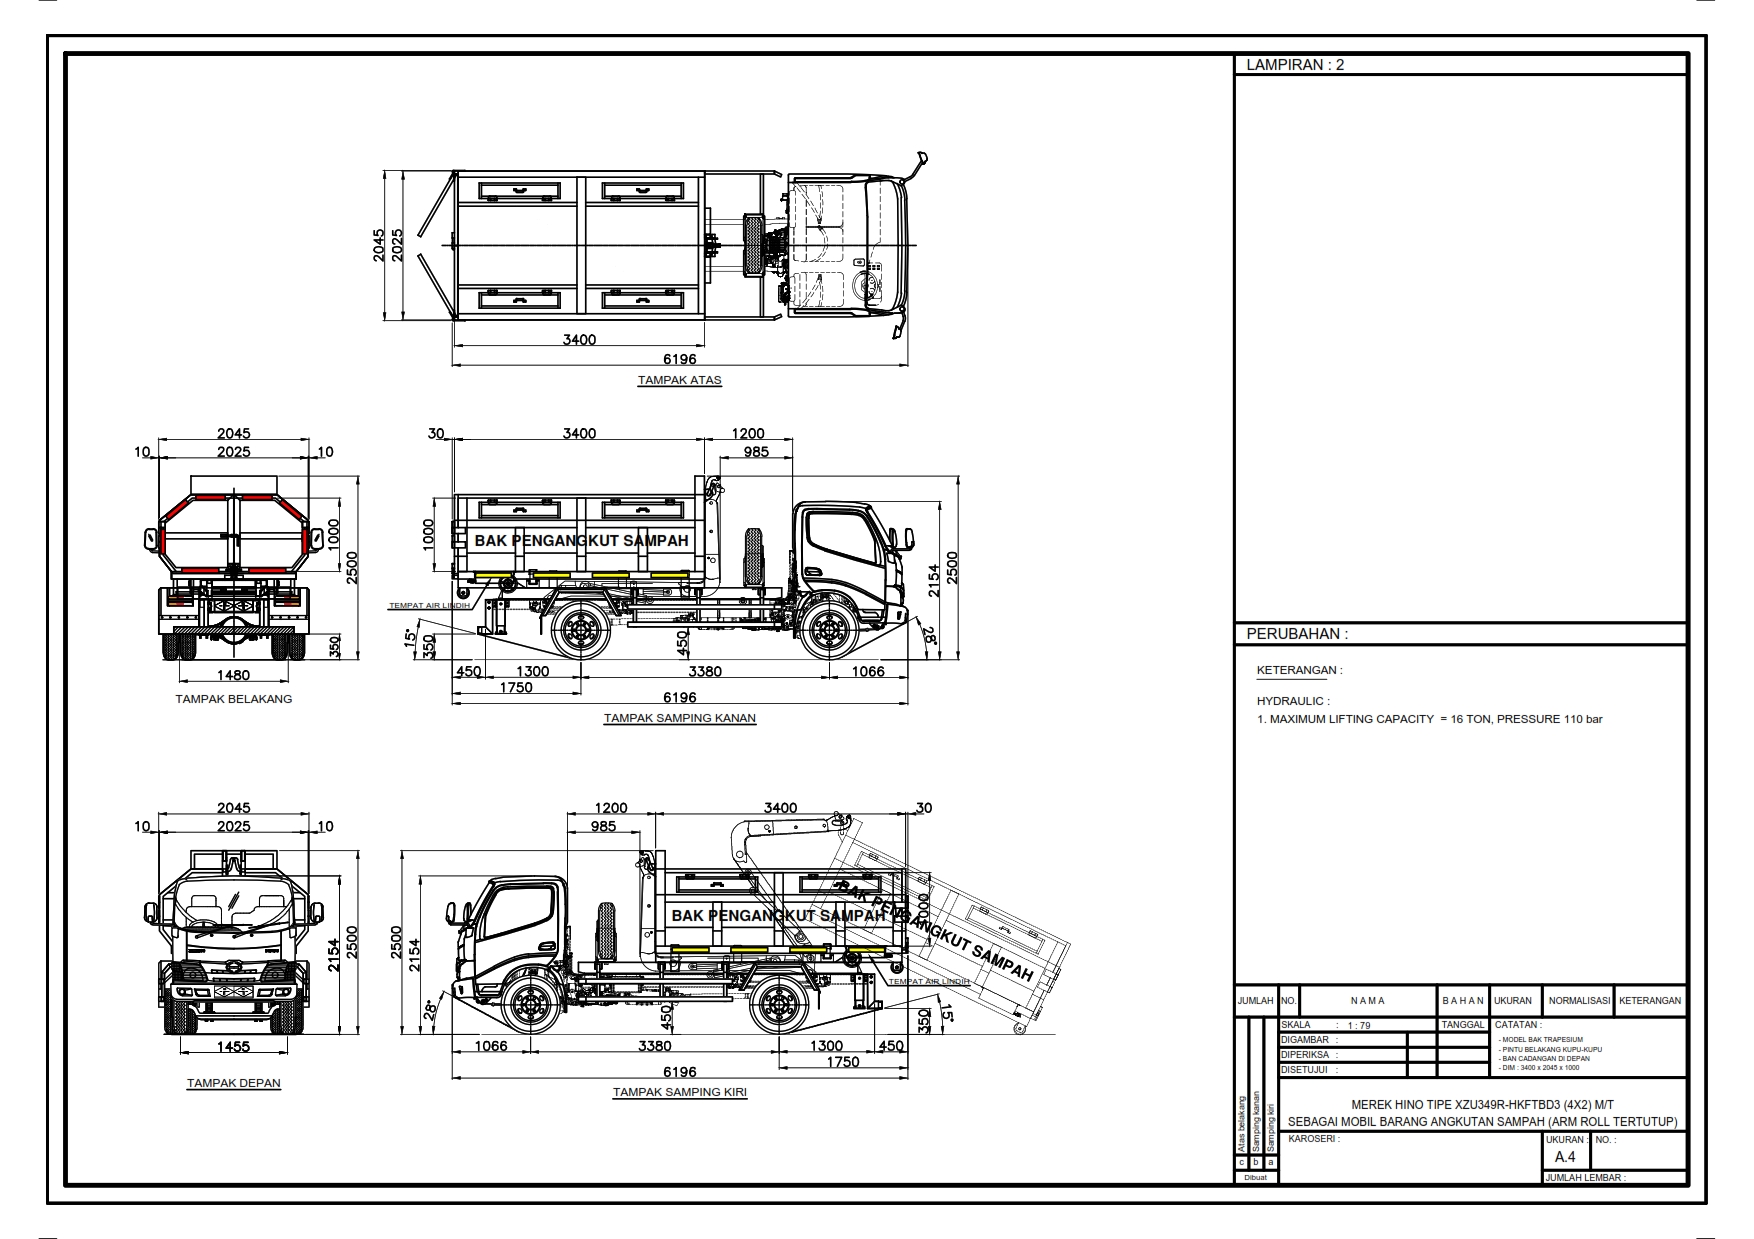 LAMPIRAN : 2
2045
2025
3400
6196
TAMPAK ATAS
2045
10
2025
10
1000
2500
350
1480
TAMPAK BELAKANG
30
3400
1200
985
1000
BAK PENGANGKUT SAMPAH
TEMPAT AIR LINDIH
15°
350
450
2154
2500
28°
450
1300
3380
1066
1750
6196
TAMPAK SAMPING KANAN
PERUBAHAN :
KETERANGAN :
HYDRAULIC :
1. MAXIMUM LIFTING CAPACITY = 16 TON, PRESSURE 110 bar
2045
10
2025
10
2154
2500
1455
TAMPAK DEPAN
1200
3400
30
985
2500
2154
28°
BAK PENGANGKUT SAMPAH
BAK PENGANGKUT SAMPAH
1000
TEMPAT AIR LINDIH
450
350
15°
1066
3380
1300
450
1750
6196
TAMPAK SAMPING KIRI
JUMLAH NO. N A M A B A H A N UKURAN NORMALISASI KETERANGAN
SKALA : 1 : 79 TANGGAL CATATAN :
DIGAMBAR :
DIPERIKSA :
DISETUJUI :
- MODEL BAK TRAPESIUM
- PINTU BELAKANG KUPU-KUPU
- BAN CADANGAN DI DEPAN
- DIM : 3400 x 2045 x 1000
Atas belakang
Samping kanan
Samping kiri
c b a
Dibuat
MEREK HINO TIPE XZU349R-HKFTBD3 (4X2) M/T
SEBAGAI MOBIL BARANG ANGKUTAN SAMPAH (ARM ROLL TERTUTUP)
KAROSERI :
UKURAN : NO. :
A.4
JUMLAH LEMBAR :